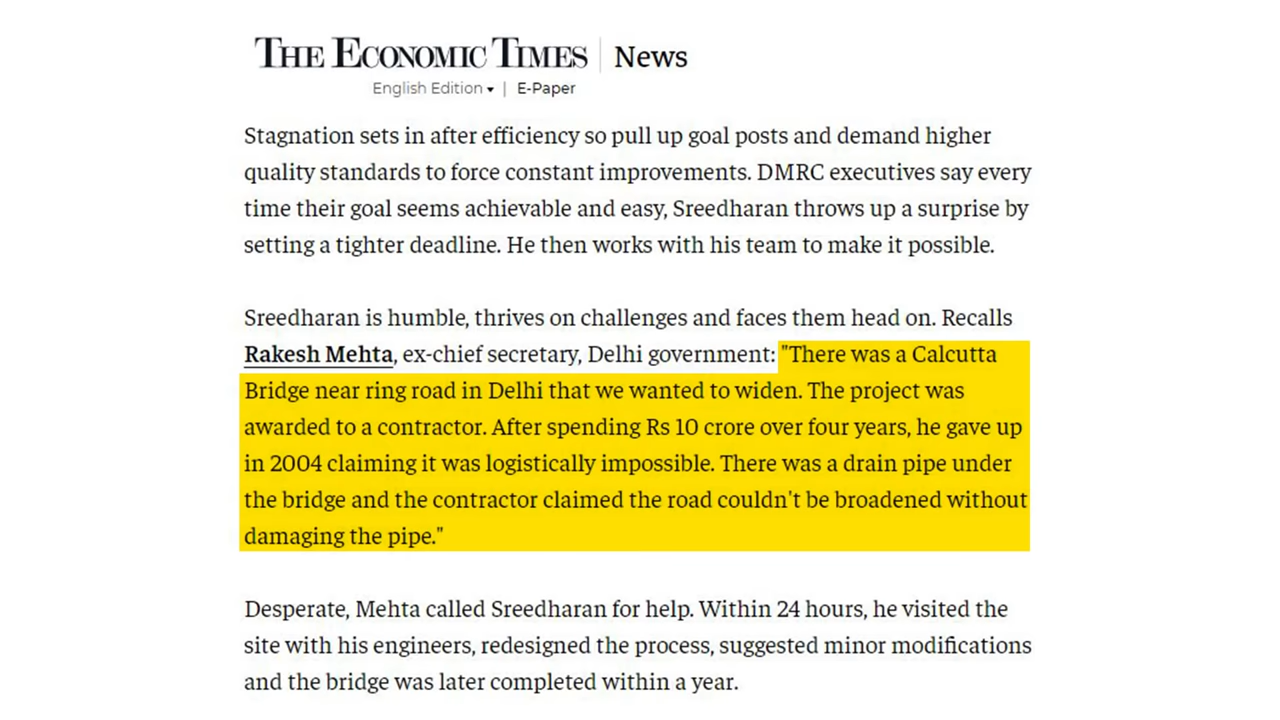 THE ECONOMIC TIMES | News
English Edition ▾ | E-Paper
Stagnation sets in after efficiency so pull up goal posts and demand higher
quality standards to force constant improvements. DMRC executives say every
time their goal seems achievable and easy, Sreedharan throws up a surprise by
setting a tighter deadline. He then works with his team to make it possible.
Sreedharan is humble, thrives on challenges and faces them head on. Recalls
Rakesh Mehta, ex-chief secretary, Delhi government: "There was a Calcutta
Bridge near ring road in Delhi that we wanted to widen. The project was
awarded to a contractor. After spending Rs 10 crore over four years, he gave up
in 2004 claiming it was logistically impossible. There was a drain pipe under
the bridge and the contractor claimed the road couldn't be broadened without
damaging the pipe."
Desperate, Mehta called Sreedharan for help. Within 24 hours, he visited the
site with his engineers, redesigned the process, suggested minor modifications
and the bridge was later completed within a year.